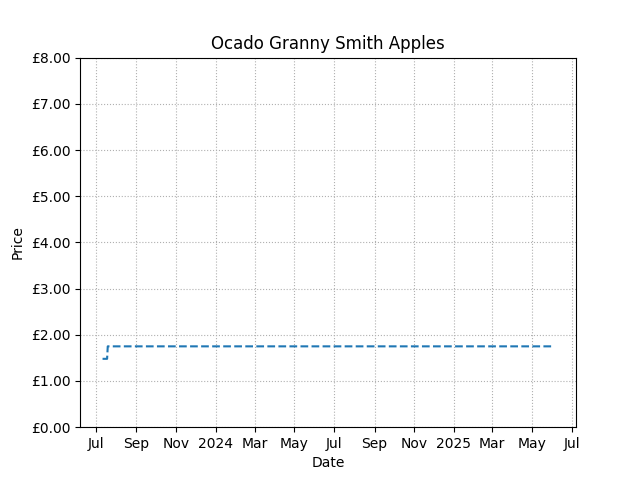 Ocado Granny Smith Apples
£8.00
£7.00
£6.00
£5.00
£4.00
£3.00
£2.00
£1.00
£0.00
Price
Jul Sep Nov 2024 Mar May Jul Sep Nov 2025 Mar May Jul
Date